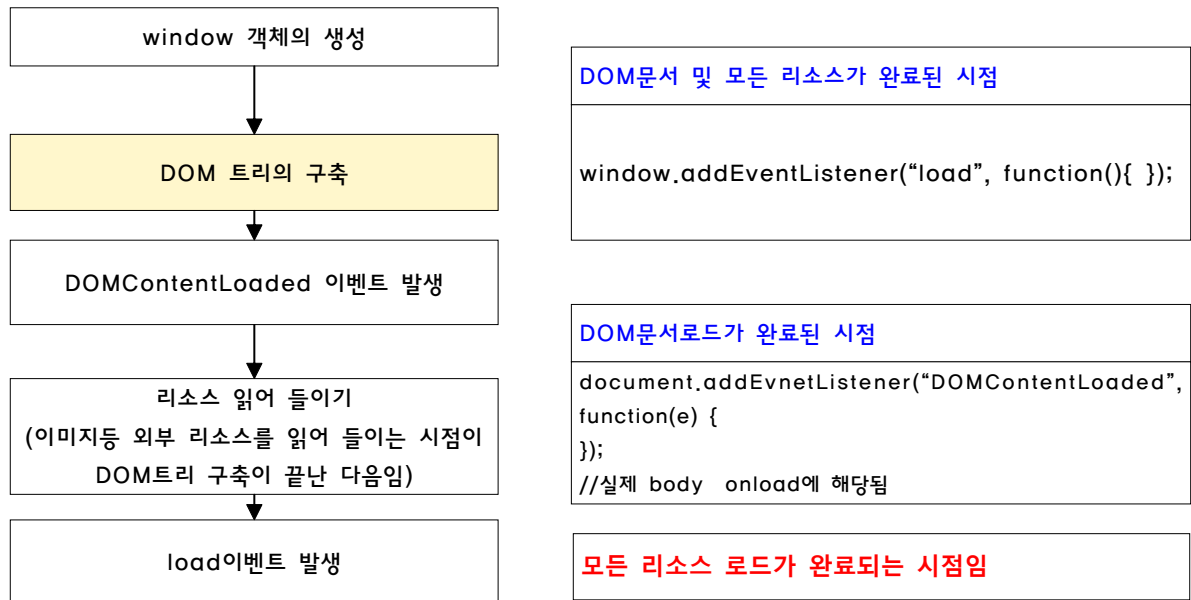 window 객체의 생성
DOM 트리의 구축
DOMContentLoaded 이벤트 발생
리소스 읽어 들이기
(이미지등 외부 리소스를 읽어 들이는 시점이
DOM트리 구축이 끝난 다음임)
load이벤트 발생
DOM문서 및 모든 리소스가 완료된 시점
window.addEventListener(“load”, function(){ });
DOM문서로드가 완료된 시점
document.addEvnetListener(“DOMContentLoaded”,
function(e) {
});
//실제 body onload에 해당됨
모든 리소스 로드가 완료되는 시점임